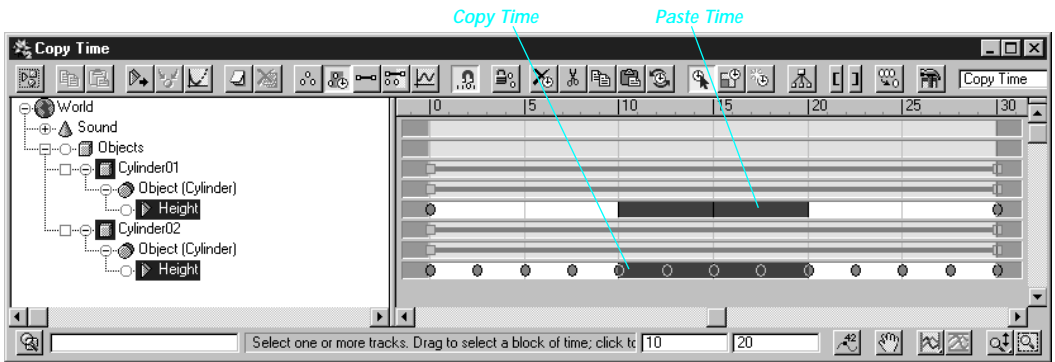 Copy Time Paste Time
Copy Time
Copy Time
0 5 10 15 20 25 30
World
Sound
Objects
Cylinder01
Object (Cylinder)
Height
Cylinder02
Object (Cylinder)
Height
Select one or more tracks. Drag to select a block of time; click to 10 20
42